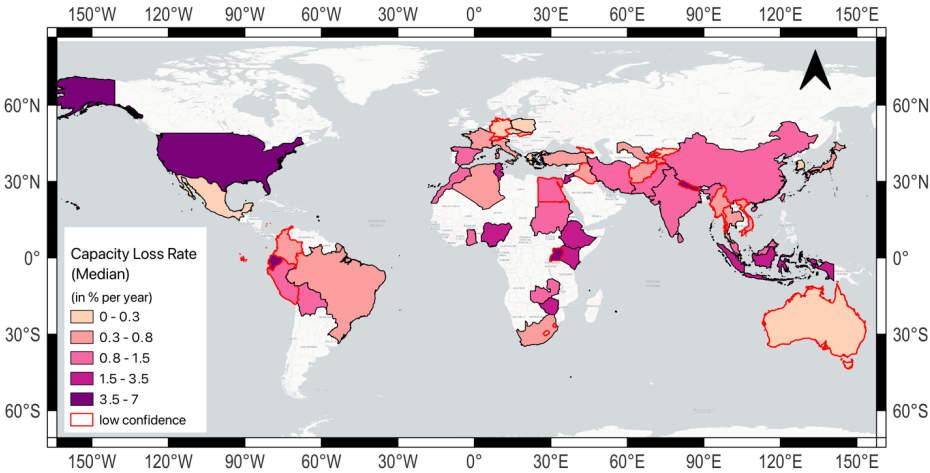 150°W 120°W 90°W 60°W 30°W 0° 30°E 60°E 90°E 120°E 150°E
60°N 60°N
30°N 30°N
0° 0°
30°S 30°S
60°S 60°S
Capacity Loss Rate
(Median)
(in % per year)
0 - 0.3
0.3 - 0.8
0.8 - 1.5
1.5 - 3.5
3.5 - 7
low confidence
150°W 120°W 90°W 60°W 30°W 0° 30°E 60°E 90°E 120°E 150°E